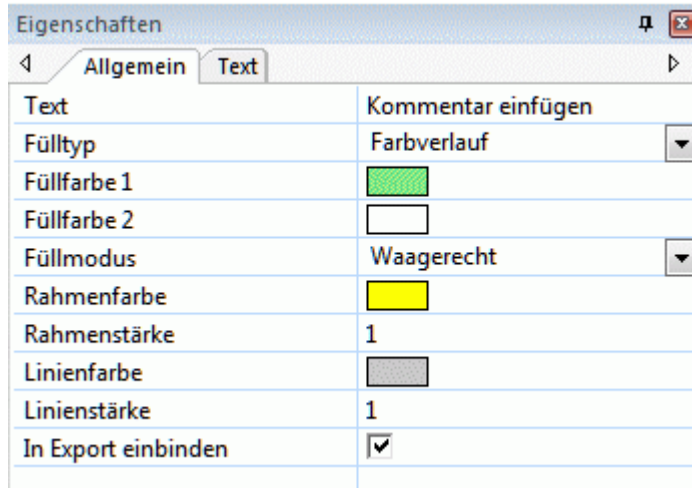 Eigenschaften
Allgemein Text
Text Kommentar einfügen
Fülltyp Farbverlauf
Füllfarbe 1
Füllfarbe 2
Füllmodus Waagerecht
Rahmenfarbe
Rahmenstärke 1
Linienfarbe
Linienstärke 1
In Export einbinden